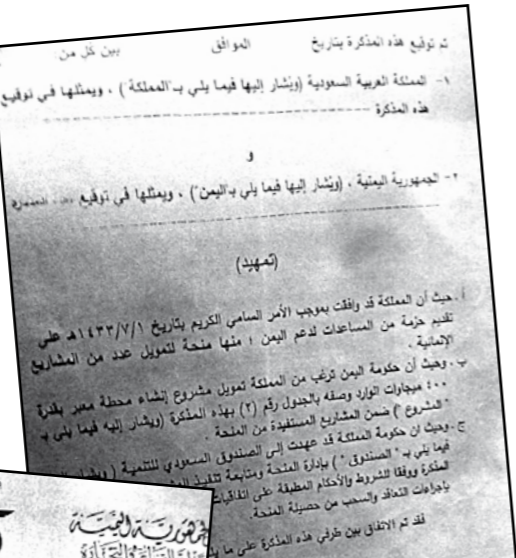 تم توقيع هذه المذكرة بتاريخ الموافق بين كل من
١- المملكة العربية السعودية (ويشار إليها فيما يلي بـ"المملكة") ، ويمثلها في توقيع
هذه المذكرة
و
٢- الجمهورية اليمنية ، (ويشار إليها فيما يلي بـ"اليمن") ، ويمثلها في توقيع
(تمهيد)
أ. حيث أن المملكة قد وافقت بموجب الأمر السامي الكريم بتاريخ ١٤٣٣/٧/١هـ على
تقديم حزمة من المساعدات لدعم اليمن ؛ منها منحة لتمويل عدد من المشاريع
الإنمائية .
ب. وحيث أن حكومة اليمن ترغب من المملكة تمويل مشروع إنشاء محطة معبر بقدرة
٤٠٠ ميجاوات الوارد وصفه بالجدول رقم (٢) بهذه المذكرة (ويشار إليه فيما يلي بـ
"المشروع") ضمن المشاريع المستفيدة من المنحة .
ج. وحيث أن حكومة المملكة قد عهدت إلى الصندوق السعودي للتنمية (ويشار
فيما يلي بـ "الصندوق") بإدارة المنحة ومتابعة تنفيذ
المذكرة ووفقا للشروط والأحكام المطبقة على اتفاقيات
بإجراءات التعاقد والسحب من حصيلة المنحة.
فقد تم الاتفاق بين طرفي هذه المذكرة على ما
الجمهورية اليمنية